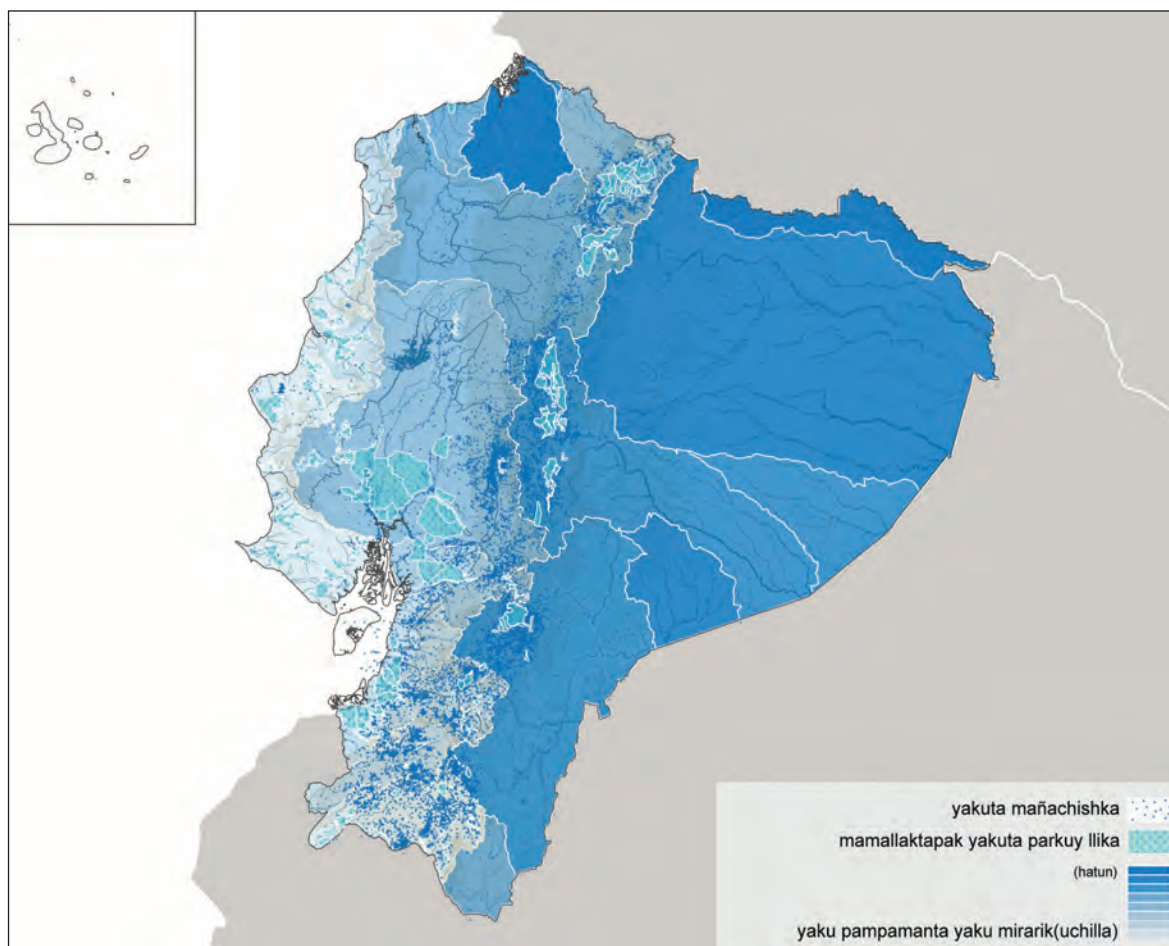 yakuta mañachishka
mamallaktapak yakuta parkuy llika
(hatun)
yaku pampamanta yaku mirarik(uchilla)